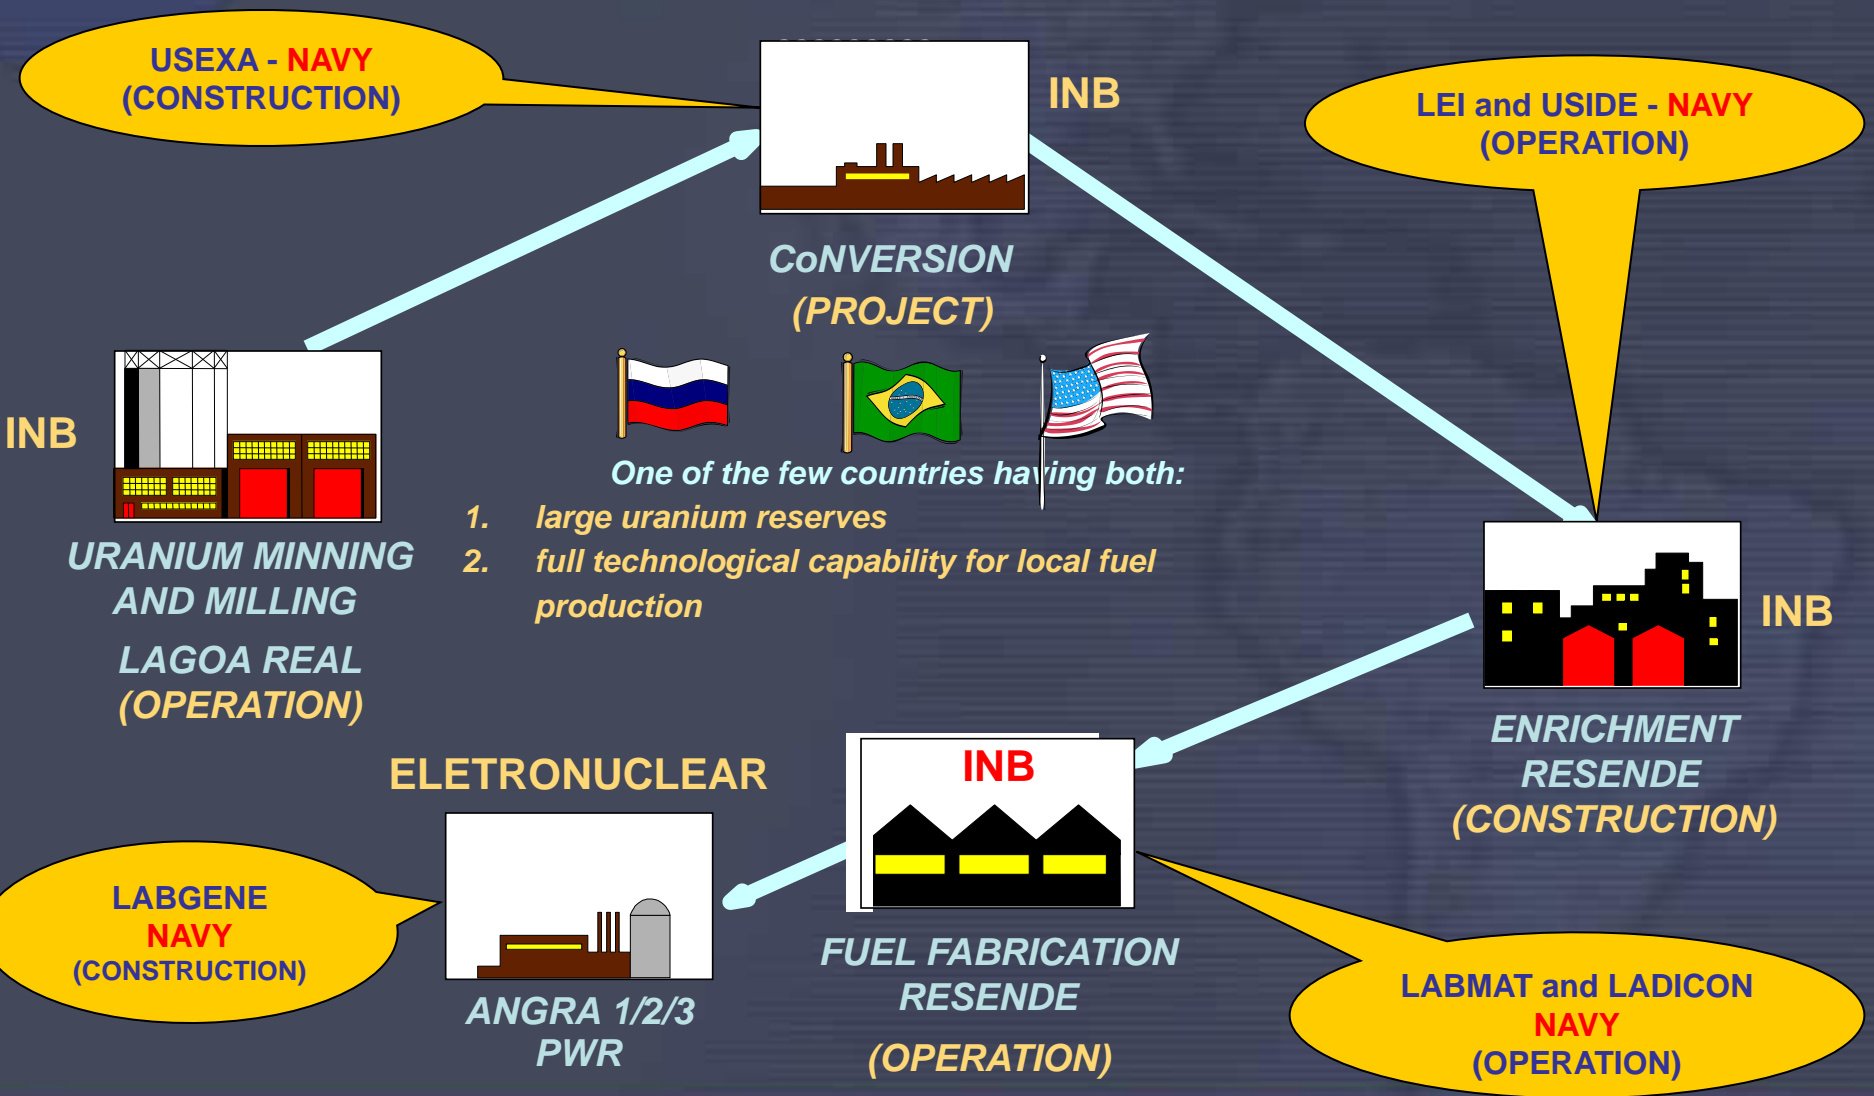 USEXA - NAVY
(CONSTRUCTION)
INB
LEI and USIDE - NAVY
(OPERATION)
CoNVERSION
(PROJECT)
INB
One of the few countries having both:
1. large uranium reserves
2. full technological capability for local fuel
production
URANIUM MINNING
AND MILLING
LAGOA REAL
(OPERATION)
INB
ENRICHMENT
RESENDE
(CONSTRUCTION)
ELETRONUCLEAR
INB
LABGENE
NAVY
(CONSTRUCTION)
ANGRA 1/2/3
PWR
FUEL FABRICATION
RESENDE
(OPERATION)
LABMAT and LADICON
NAVY
(OPERATION)